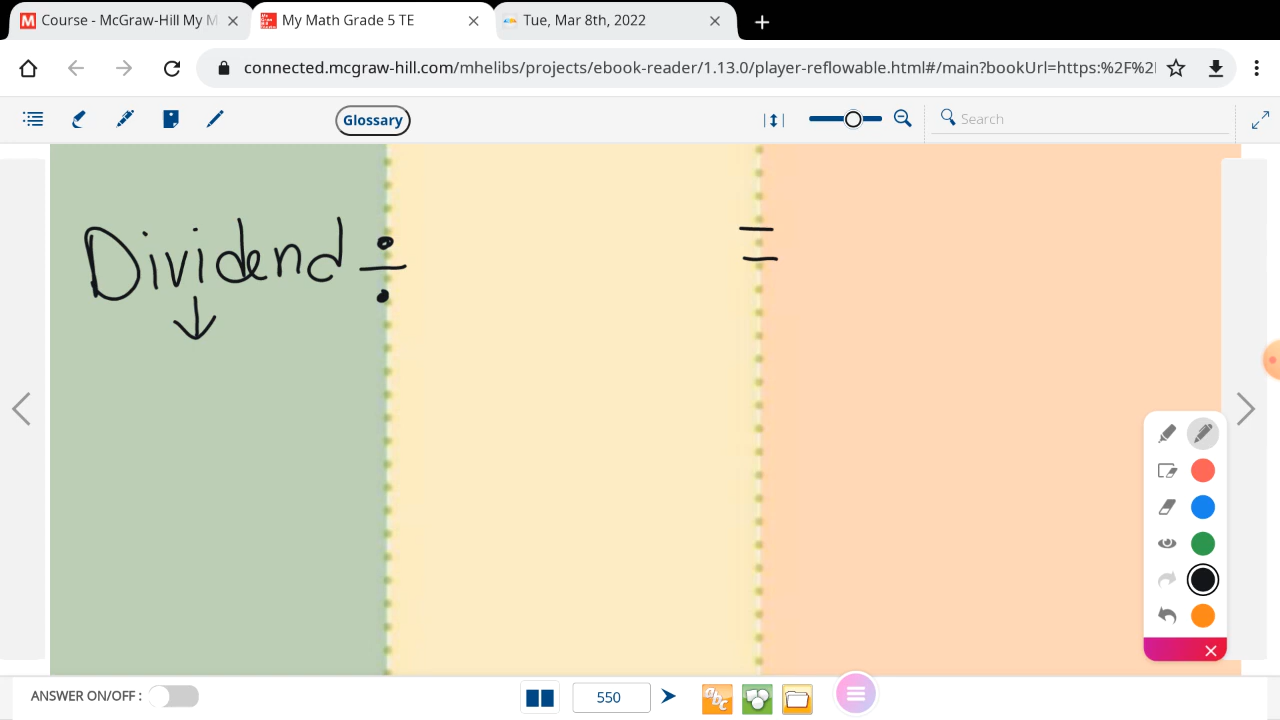 Course - McGraw-Hill My M
My Math Grade 5 TE
Tue, Mar 8th, 2022
connected.mcgraw-hill.com/mhelibs/projects/ebook-reader/1.13.0/player-reflowable.html#/main?bookUrl=https:%2F%2
Glossary
Search
Dividend ÷ =
↓
ANSWER ON/OFF :
550
abc